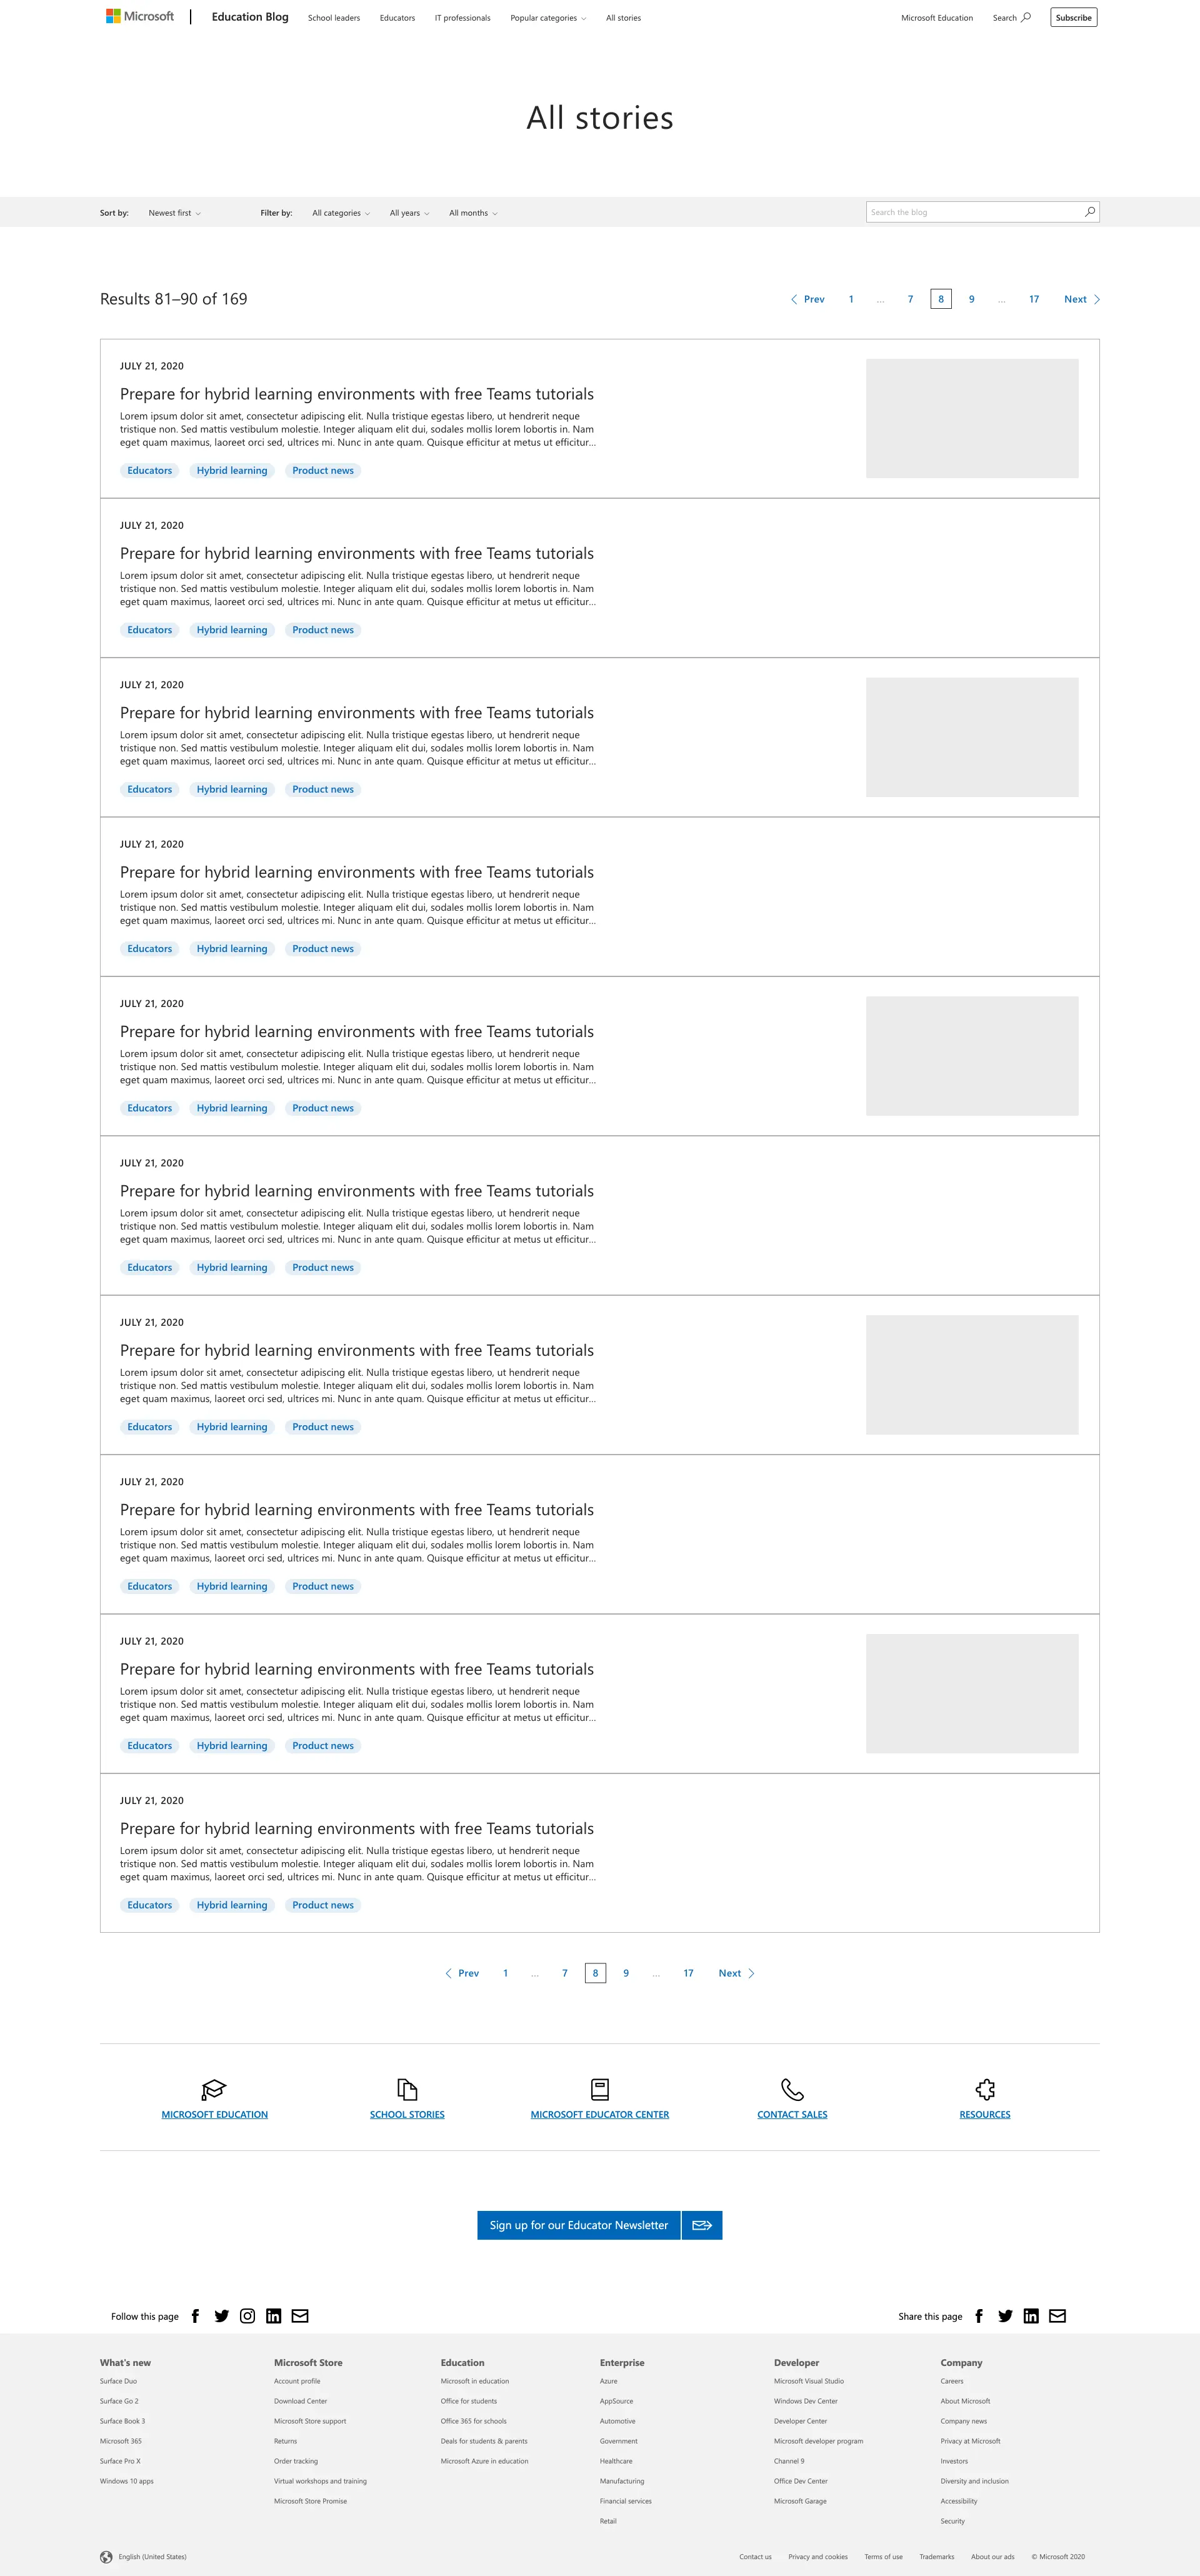 Microsoft
Education Blog
School leaders
Educators
IT professionals
Popular categories
All stories
Microsoft Education
Search
Subscribe
All stories
Sort by:
Newest first
Filter by:
All categories
All years
All months
Search the blog
Results 81–90 of 169
Prev 1 ... 7 8 9 ... 17 Next
JULY 21, 2020
Prepare for hybrid learning environments with free Teams tutorials
Lorem ipsum dolor sit amet, consectetur adipiscing elit. Nulla tristique egestas libero, ut hendrerit neque
tristique non. Sed mattis vestibulum molestie. Integer aliquam elit dui, sodales mollis lorem lobortis in. Nam
eget quam maximus, laoreet orci sed, ultrices mi. Nunc in ante quam. Quisque efficitur at metus ut efficitur...
Educators Hybrid learning Product news
JULY 21, 2020
Prepare for hybrid learning environments with free Teams tutorials
Lorem ipsum dolor sit amet, consectetur adipiscing elit. Nulla tristique egestas libero, ut hendrerit neque
tristique non. Sed mattis vestibulum molestie. Integer aliquam elit dui, sodales mollis lorem lobortis in. Nam
eget quam maximus, laoreet orci sed, ultrices mi. Nunc in ante quam. Quisque efficitur at metus ut efficitur...
Educators Hybrid learning Product news
JULY 21, 2020
Prepare for hybrid learning environments with free Teams tutorials
Lorem ipsum dolor sit amet, consectetur adipiscing elit. Nulla tristique egestas libero, ut hendrerit neque
tristique non. Sed mattis vestibulum molestie. Integer aliquam elit dui, sodales mollis lorem lobortis in. Nam
eget quam maximus, laoreet orci sed, ultrices mi. Nunc in ante quam. Quisque efficitur at metus ut efficitur...
Educators Hybrid learning Product news
JULY 21, 2020
Prepare for hybrid learning environments with free Teams tutorials
Lorem ipsum dolor sit amet, consectetur adipiscing elit. Nulla tristique egestas libero, ut hendrerit neque
tristique non. Sed mattis vestibulum molestie. Integer aliquam elit dui, sodales mollis lorem lobortis in. Nam
eget quam maximus, laoreet orci sed, ultrices mi. Nunc in ante quam. Quisque efficitur at metus ut efficitur...
Educators Hybrid learning Product news
JULY 21, 2020
Prepare for hybrid learning environments with free Teams tutorials
Lorem ipsum dolor sit amet, consectetur adipiscing elit. Nulla tristique egestas libero, ut hendrerit neque
tristique non. Sed mattis vestibulum molestie. Integer aliquam elit dui, sodales mollis lorem lobortis in. Nam
eget quam maximus, laoreet orci sed, ultrices mi. Nunc in ante quam. Quisque efficitur at metus ut efficitur...
Educators Hybrid learning Product news
JULY 21, 2020
Prepare for hybrid learning environments with free Teams tutorials
Lorem ipsum dolor sit amet, consectetur adipiscing elit. Nulla tristique egestas libero, ut hendrerit neque
tristique non. Sed mattis vestibulum molestie. Integer aliquam elit dui, sodales mollis lorem lobortis in. Nam
eget quam maximus, laoreet orci sed, ultrices mi. Nunc in ante quam. Quisque efficitur at metus ut efficitur...
Educators Hybrid learning Product news
JULY 21, 2020
Prepare for hybrid learning environments with free Teams tutorials
Lorem ipsum dolor sit amet, consectetur adipiscing elit. Nulla tristique egestas libero, ut hendrerit neque
tristique non. Sed mattis vestibulum molestie. Integer aliquam elit dui, sodales mollis lorem lobortis in. Nam
eget quam maximus, laoreet orci sed, ultrices mi. Nunc in ante quam. Quisque efficitur at metus ut efficitur...
Educators Hybrid learning Product news
JULY 21, 2020
Prepare for hybrid learning environments with free Teams tutorials
Lorem ipsum dolor sit amet, consectetur adipiscing elit. Nulla tristique egestas libero, ut hendrerit neque
tristique non. Sed mattis vestibulum molestie. Integer aliquam elit dui, sodales mollis lorem lobortis in. Nam
eget quam maximus, laoreet orci sed, ultrices mi. Nunc in ante quam. Quisque efficitur at metus ut efficitur...
Educators Hybrid learning Product news
JULY 21, 2020
Prepare for hybrid learning environments with free Teams tutorials
Lorem ipsum dolor sit amet, consectetur adipiscing elit. Nulla tristique egestas libero, ut hendrerit neque
tristique non. Sed mattis vestibulum molestie. Integer aliquam elit dui, sodales mollis lorem lobortis in. Nam
eget quam maximus, laoreet orci sed, ultrices mi. Nunc in ante quam. Quisque efficitur at metus ut efficitur...
Educators Hybrid learning Product news
JULY 21, 2020
Prepare for hybrid learning environments with free Teams tutorials
Lorem ipsum dolor sit amet, consectetur adipiscing elit. Nulla tristique egestas libero, ut hendrerit neque
tristique non. Sed mattis vestibulum molestie. Integer aliquam elit dui, sodales mollis lorem lobortis in. Nam
eget quam maximus, laoreet orci sed, ultrices mi. Nunc in ante quam. Quisque efficitur at metus ut efficitur...
Educators Hybrid learning Product news
Prev 1 ... 7 8 9 ... 17 Next
MICROSOFT EDUCATION
SCHOOL STORIES
MICROSOFT EDUCATOR CENTER
CONTACT SALES
RESOURCES
Sign up for our Educator Newsletter
Follow this page
Share this page
What's new
Surface Duo
Surface Go 2
Surface Book 3
Microsoft 365
Surface Pro X
Windows 10 apps
Microsoft Store
Account profile
Download Center
Microsoft Store support
Returns
Order tracking
Virtual workshops and training
Microsoft Store Promise
Education
Microsoft in education
Office for students
Office 365 for schools
Deals for students & parents
Microsoft Azure in education
Enterprise
Azure
AppSource
Automotive
Government
Healthcare
Manufacturing
Financial services
Retail
Developer
Microsoft Visual Studio
Windows Dev Center
Developer Center
Microsoft developer program
Channel 9
Office Dev Center
Microsoft Garage
Company
Careers
About Microsoft
Company news
Privacy at Microsoft
Investors
Diversity and inclusion
Accessibility
Security
English (United States)
Contact us
Privacy and cookies
Terms of use
Trademarks
About our ads
© Microsoft 2020